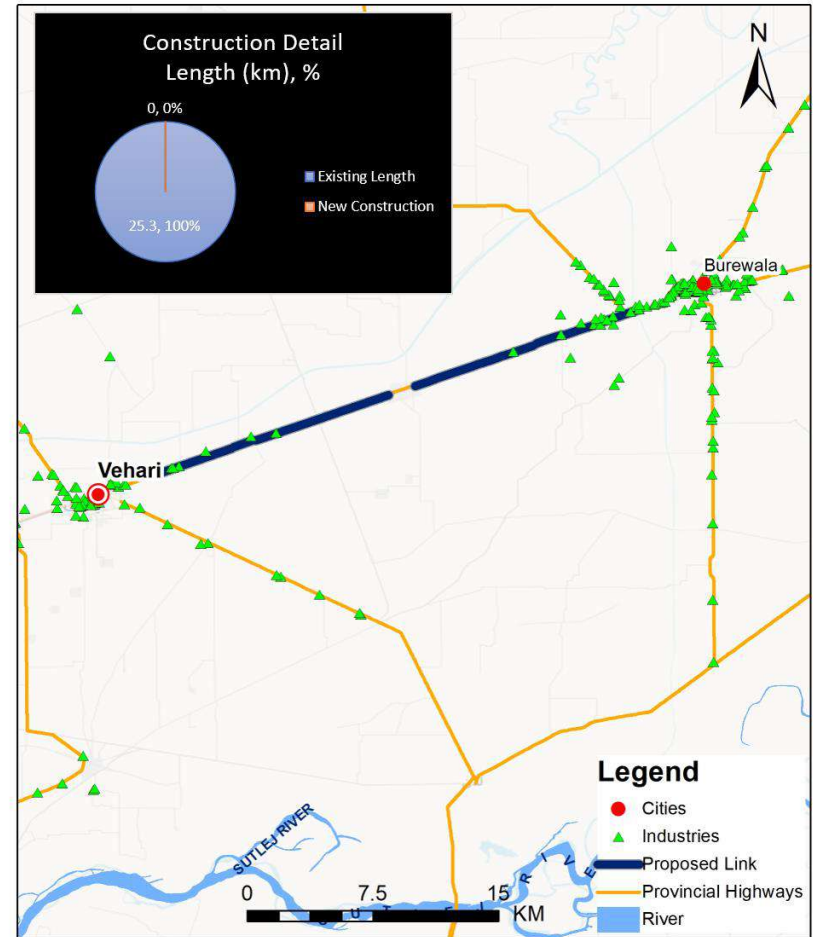 Construction Detail
Length (km), %
0, 0%
25.3, 100%
Existing Length
New Construction
N
Burewala
Vehari
SUTLEJ RIVER
0 7.5 15
KM
Legend
Cities
Industries
Proposed Link
Provincial Highways
River